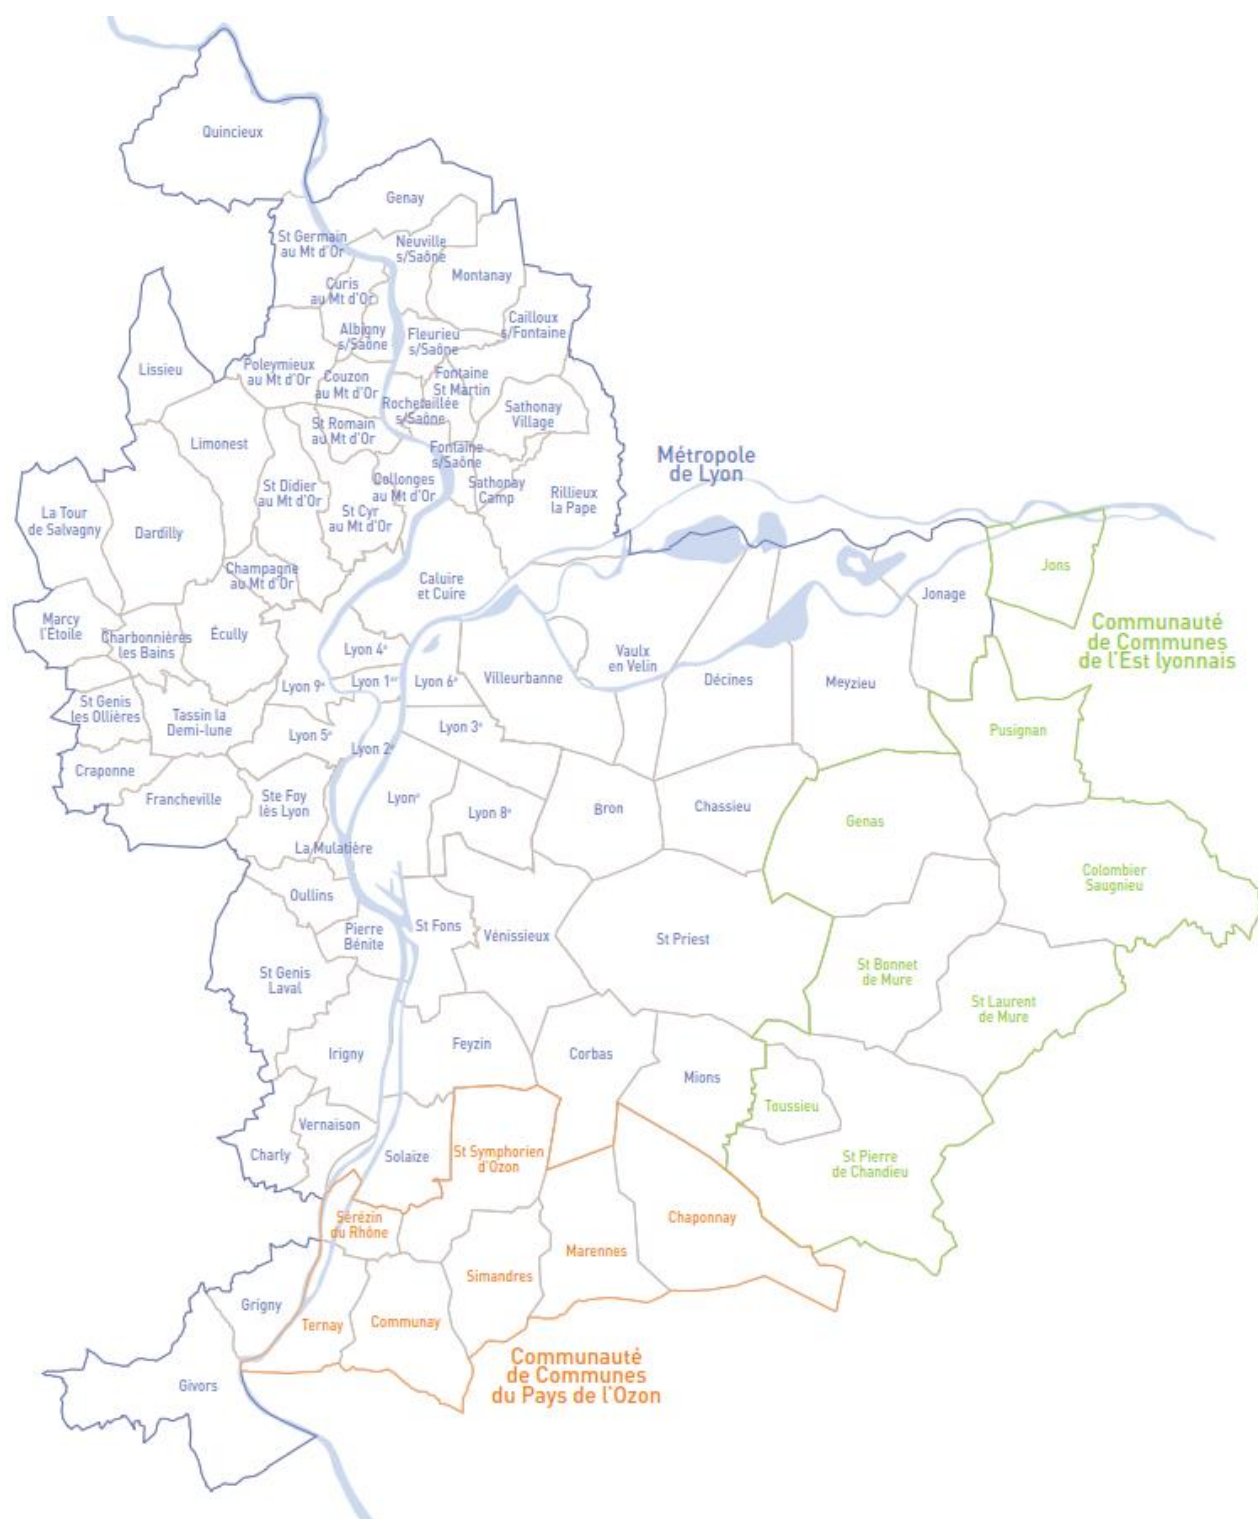 Quincieux
Genay
St Germain
au Mt d'Or
Neuville
s/Saône
Montanay
Curis
au Mt d'Or
Cailloux
s/Fontaine
Albigny
s/Saône
Fleurieu
s/Saône
Lissieu
Poleymieux
au Mt d'Or
Couzon
au Mt d'Or
Fontaine
St Martin
Rochetaillée
s/Saône
Sathonay
Village
St Romain
au Mt d'Or
Limonest
Fontaine
s/Saône
Métropole
de Lyon
St Didier
au Mt d'Or
Collonges
au Mt d'Or
Sathonay
Camp
Rillieux
la Pape
La Tour
de Salvagny
Dardilly
St Cyr
au Mt d'Or
Champagne
au Mt d'Or
Caluire
et Cuire
Jons
Jonage
Marcy
l'Étoile
Charbonnières
les Bains
Écully
Communauté
de Communes
de l'Est lyonnais
Lyon 4e
Vaulx
en Velin
Lyon 9e
Lyon 1er
Lyon 6e
Villeurbanne
Décines
Meyzieu
St Genis
les Ollières
Tassin la
Demi-lune
Lyon 5e
Lyon 2e
Lyon 3e
Pusignan
Craponne
Francheville
Ste Foy
lès Lyon
Lyone
Lyon 8e
Bron
Chassieu
Genas
La Mulatière
Colombier
Saugnieu
Oullins
Pierre
Bénite
St Fons
Vénissieux
St Priest
St Genis
Laval
St Bonnet
de Mure
St Laurent
de Mure
Irigny
Feyzin
Corbas
Mions
Toussieu
Vernaison
Charly
Solaize
St Symphorien
d'Ozon
St Pierre
de Chandieu
Sérézin
du Rhône
Chaponnay
Marennes
Simandres
Grigny
Ternay
Communay
Givors
Communauté
de Communes
du Pays de l'Ozon